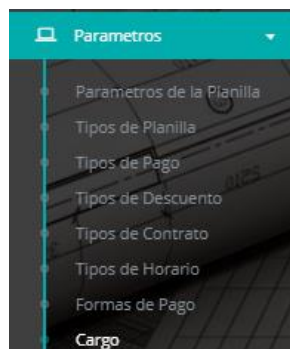 Parametros
Parametros de la Planilla
Tipos de Planilla
Tipos de Pago
Tipos de Descuento
Tipos de Contrato
Tipos de Horario
Formas de Pago
Cargo